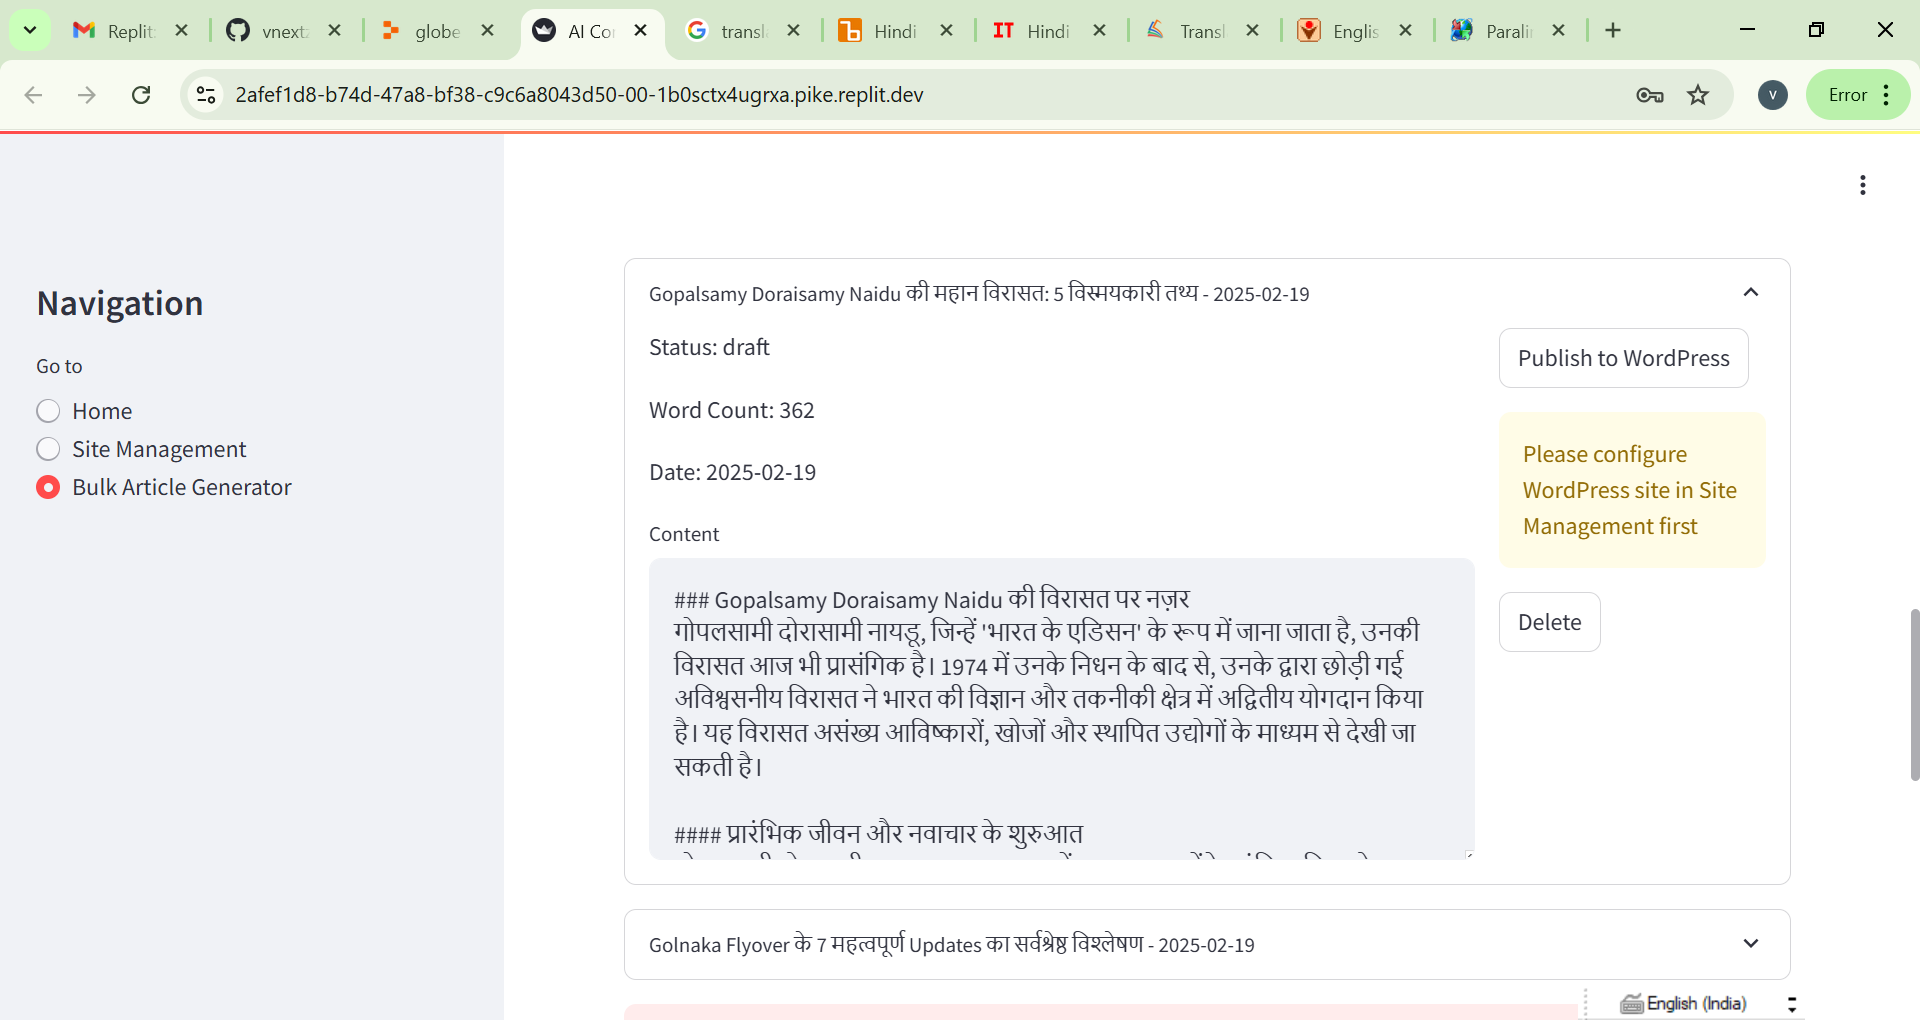 Replit
vnext
globe
AI Co
transl
Hindi
Hindi
Transl
Englis
Parali
2afef1d8-b74d-47a8-bf38-c9c6a8043d50-00-1b0sctx4ugrxa.pike.replit.dev
V
Error
Navigation
Go to
Home
Site Management
Bulk Article Generator
Gopalsamy Doraisamy Naidu की महान विरासत: 5 विस्मयकारी तथ्य - 2025-02-19
Status: draft
Word Count: 362
Date: 2025-02-19
Content
### Gopalsamy Doraisamy Naidu की विरासत पर नज़र
गोपलसामी दोरासामी नायडू, जिन्हें 'भारत के एडिसन' के रूप में जाना जाता है, उनकी
विरासत आज भी प्रासंगिक है। 1974 में उनके निधन के बाद से, उनके द्वारा छोड़ी गई
अविश्वसनीय विरासत ने भारत की विज्ञान और तकनीकी क्षेत्र में अद्वितीय योगदान किया
है। यह विरासत असंख्य आविष्कारों, खोजों और स्थापित उद्योगों के माध्यम से देखी जा
सकती है।
#### प्रारंभिक जीवन और नवाचार के शुरुआत
Publish to WordPress
Please configure
WordPress site in Site
Management first
Delete
Golnaka Flyover के 7 महत्वपूर्ण Updates का सर्वश्रेष्ठ विश्लेषण - 2025-02-19
English (India)